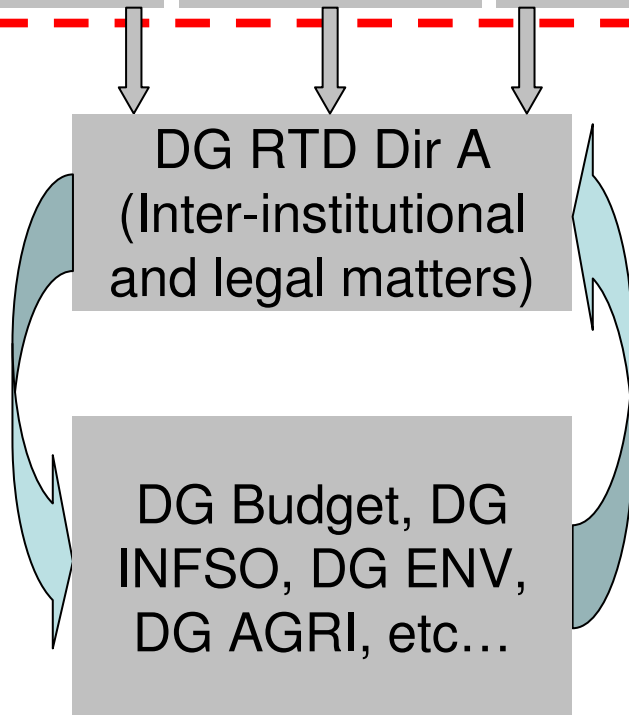 DG RTD Dir A
(Inter-institutional
and legal matters)
DG Budget, DG
INFSO, DG ENV,
DG AGRI, etc…